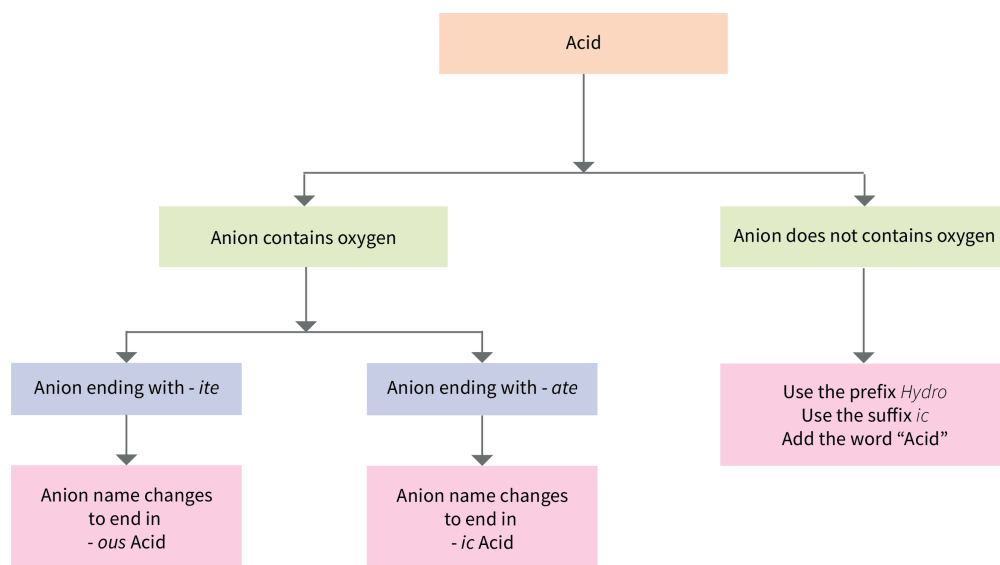 Acid
Anion contains oxygen
Anion does not contains oxygen
Anion ending with - ite
Anion ending with - ate
Use the prefix Hydro
Use the suffix ic
Add the word “Acid”
Anion name changes
to end in
- ous Acid
Anion name changes
to end in
- ic Acid